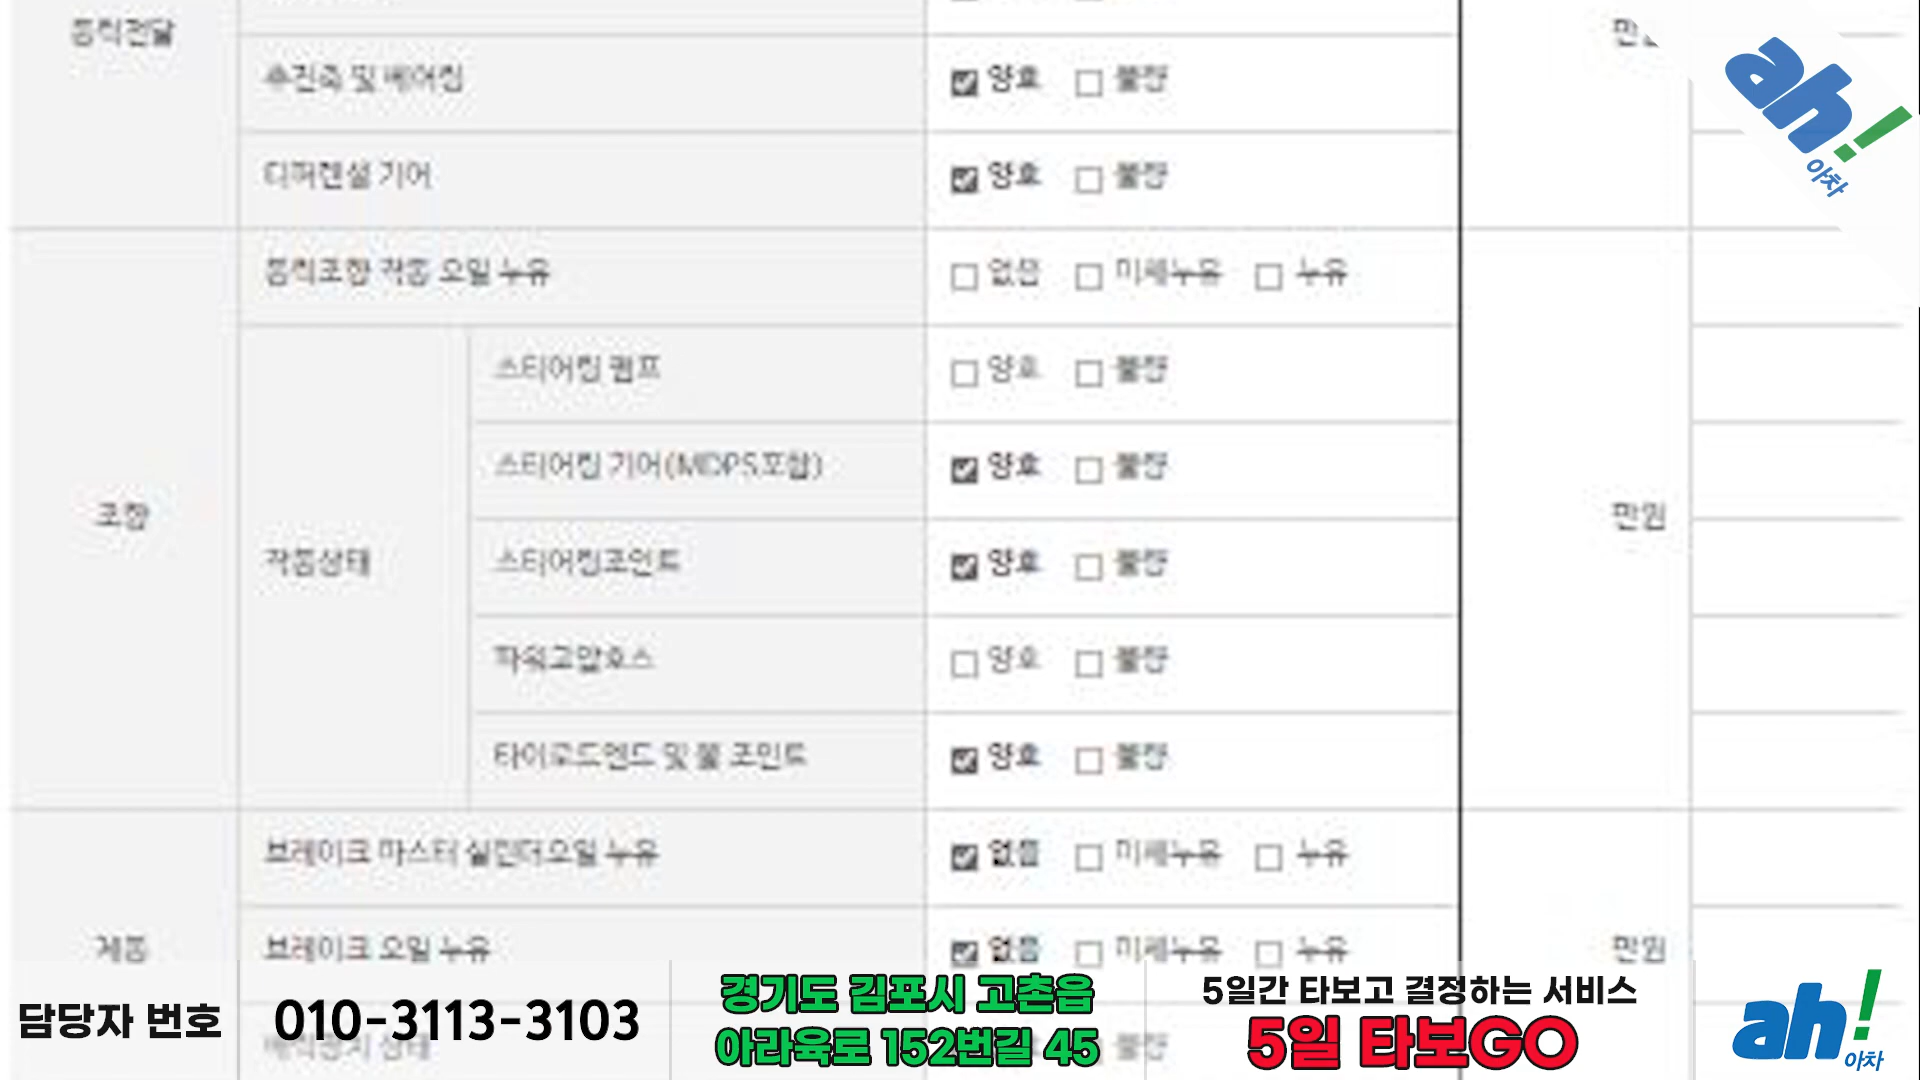 동력전달
추진축 및 베어링
양호 불량
디퍼렌셜 기어
양호 불량
동력조향 작동 오일 누유
없음 미세누유 누유
조향
작동상태
스티어링 펌프
양호 불량
스티어링 기어(MDPS포함)
양호 불량
스티어링조인트
양호 불량
파워고압호스
양호 불량
타이로드엔드 및 볼 조인트
양호 불량
만원
제동
브레이크 마스터 실린더오일 누유
없음 미세누유 누유
브레이크 오일 누유
없음 미세누유 누유
만원
배력장치 상태
불량
ah!
아차
담당자 번호
010-3113-3103
경기도 김포시 고촌읍
아라육로 152번길 45
5일간 타보고 결정하는 서비스
5일 타보GO
ah!
아차